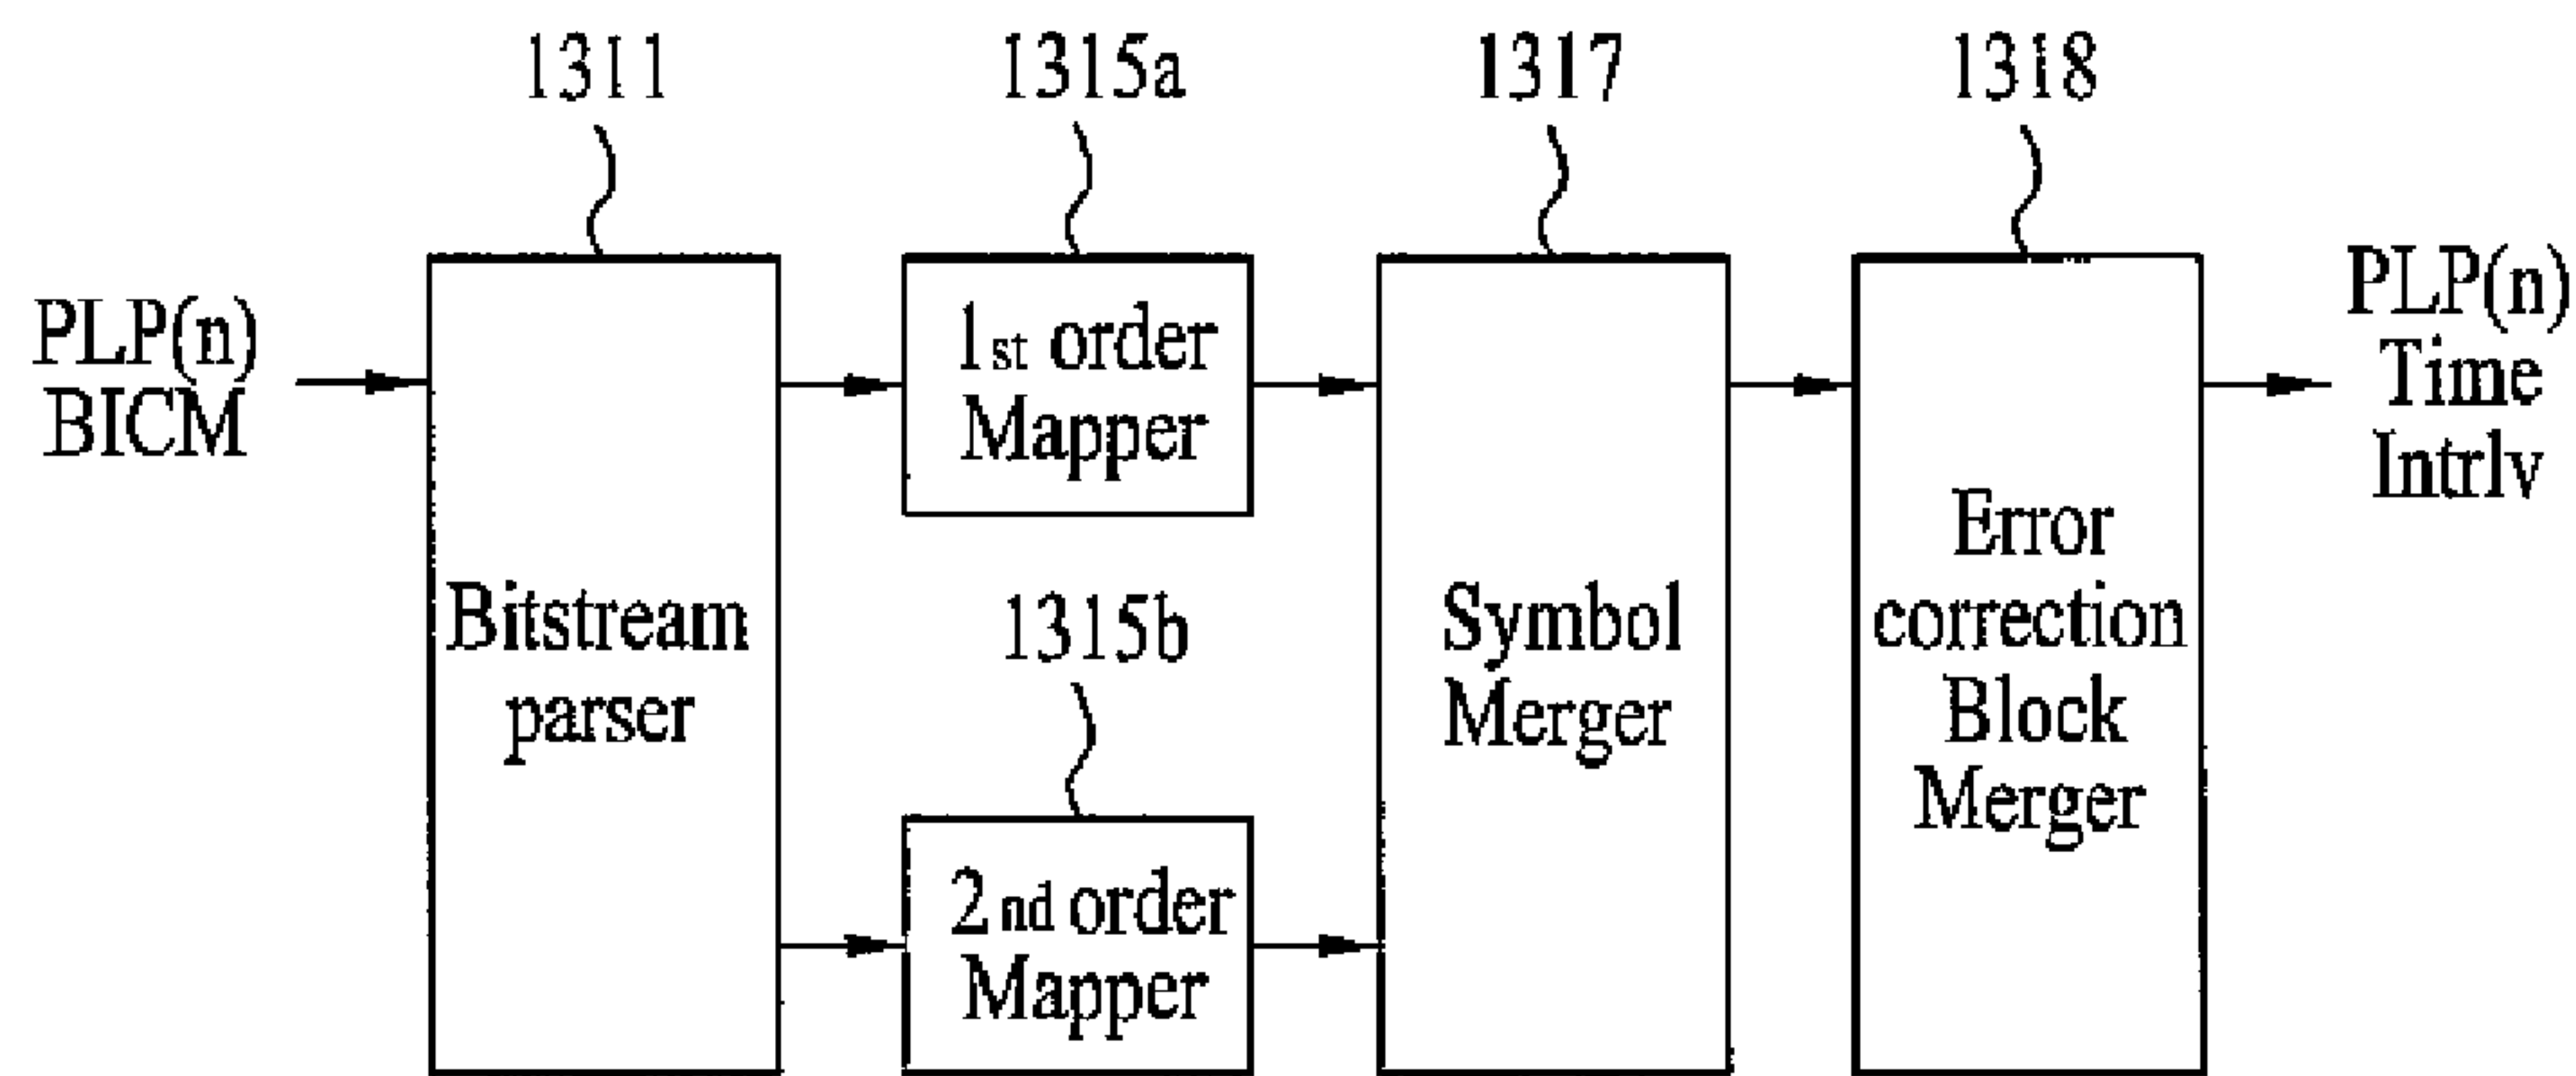 1311
1315a
1317
1318
PLP(n)
BICM
Bitstream
parser
1st order
Mapper
1315b
2nd order
Mapper
Symbol
Merger
Error
correction
Block
Merger
PLP(n)
Time
Intrlv